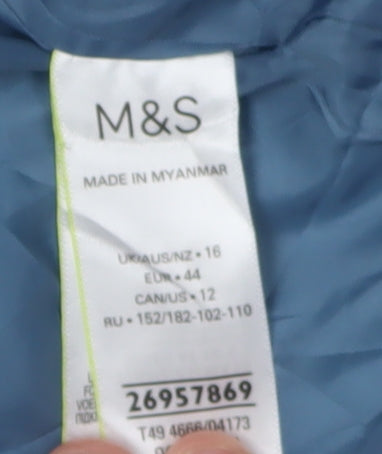 M&S
MADE IN MYANMAR
UK/AUS/NZ • 16
EUR • 44
CAN/US • 12
RU • 152/182-102-110
26957869
T49 4666/04173